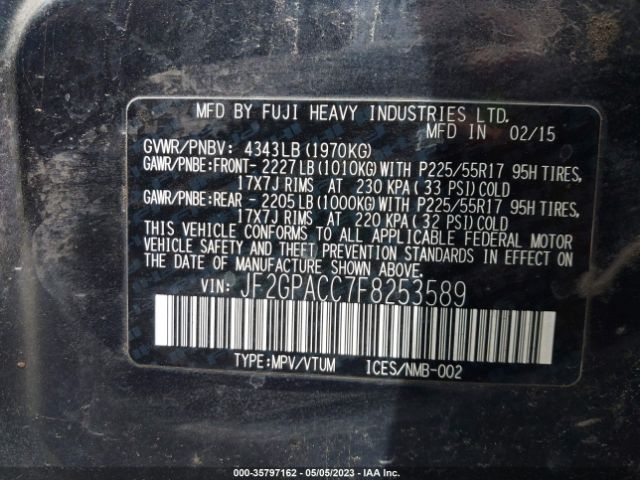 MFD BY FUJI HEAVY INDUSTRIES LTD.
MFD IN 02/15
GVWR/PNBV: 4343LB (1970KG)
GAWR/PNBE:FRONT- 2227LB (1010KG) WITH P225/55R17 95H TIRES,
17X7J RIMS AT 230 KPA (33 PSI) COLD
GAWR/PNBE:REAR - 2205LB (1000KG) WITH P225/55R17 95H TIRES,
17X7J RIMS AT 220 KPA (32 PSI) COLD
THIS VEHICLE CONFORMS TO ALL APPLICABLE FEDERAL MOTOR
VEHICLE SAFETY AND THEFT PREVENTION STANDARDS IN EFFECT ON
THE DATE OF MANUFACTURE SHOWN ABOVE.
VIN: JF2GPACC7F8253589
TYPE:MPV/VTUM ICES/NMB-002
000-35797162 - 05/05/2023 - IAAI.com